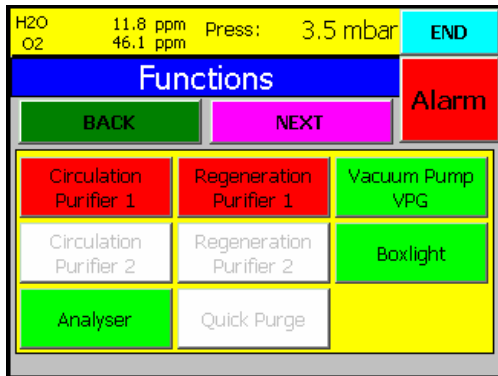 H2O 11.8 ppm Press: 3.5 mbar END
O2 46.1 ppm
Functions
Alarm
BACK NEXT
Circulation Regeneration Vacuum Pump
Purifier 1 Purifier 1 VPG
Circulation Regeneration Boxlight
Purifier 2 Purifier 2
Analyser Quick Purge